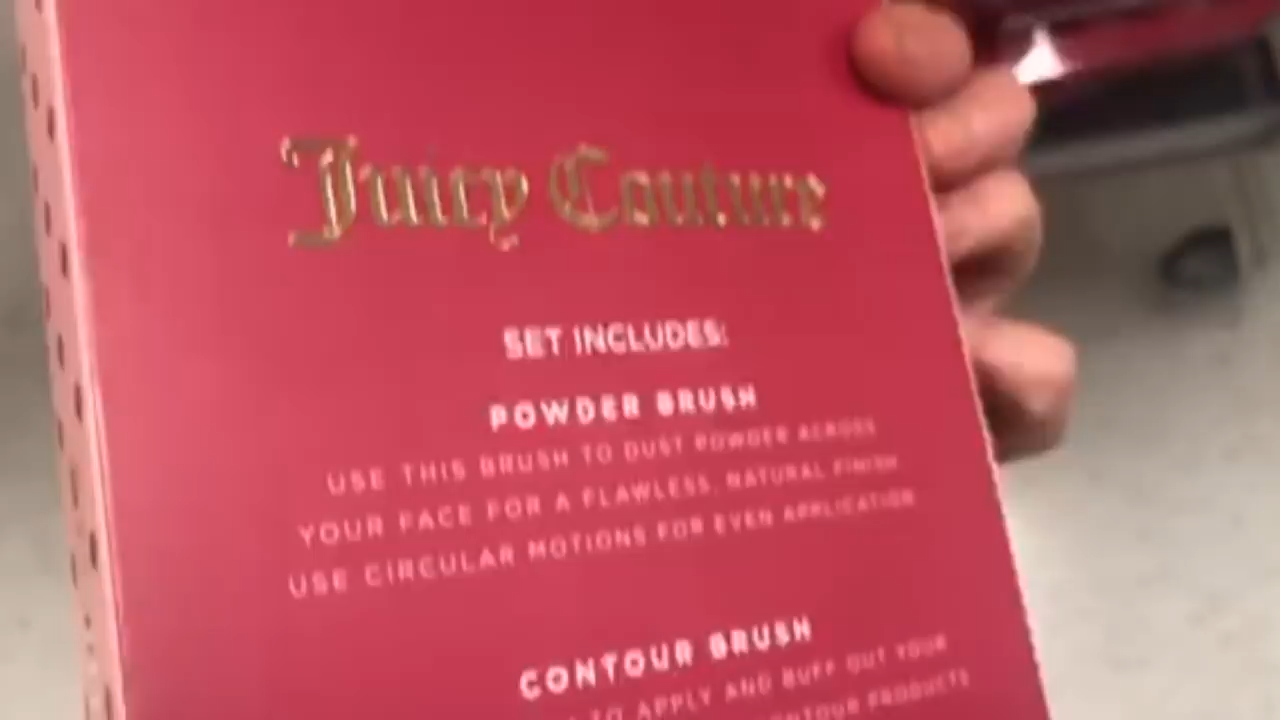 Juicy Couture
SET INCLUDES:
POWDER BRUSH
USE THIS BRUSH TO DUST POWDER ACROSS
YOUR FACE FOR A FLAWLESS, NATURAL FINISH
USE CIRCULAR MOTIONS FOR EVEN APPLICATION
CONTOUR BRUSH
TO APPLY AND BUFF OUT YOUR
CONTOUR PRODUCTS